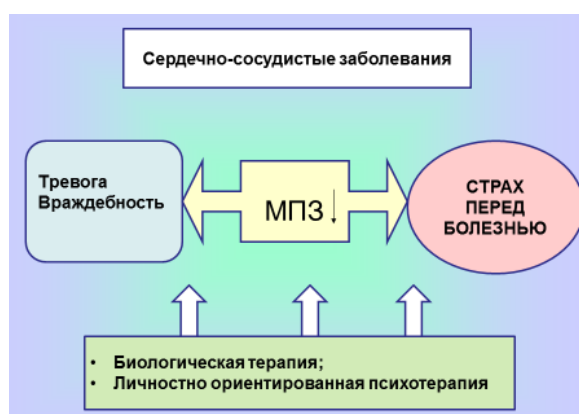 Сердечно-сосудистые заболевания
Тревога
Враждебность
МПЗ↓
СТРАХ
ПЕРЕД
БОЛЕЗНЬЮ
• Биологическая терапия;
• Личностно ориентированная психотерапия